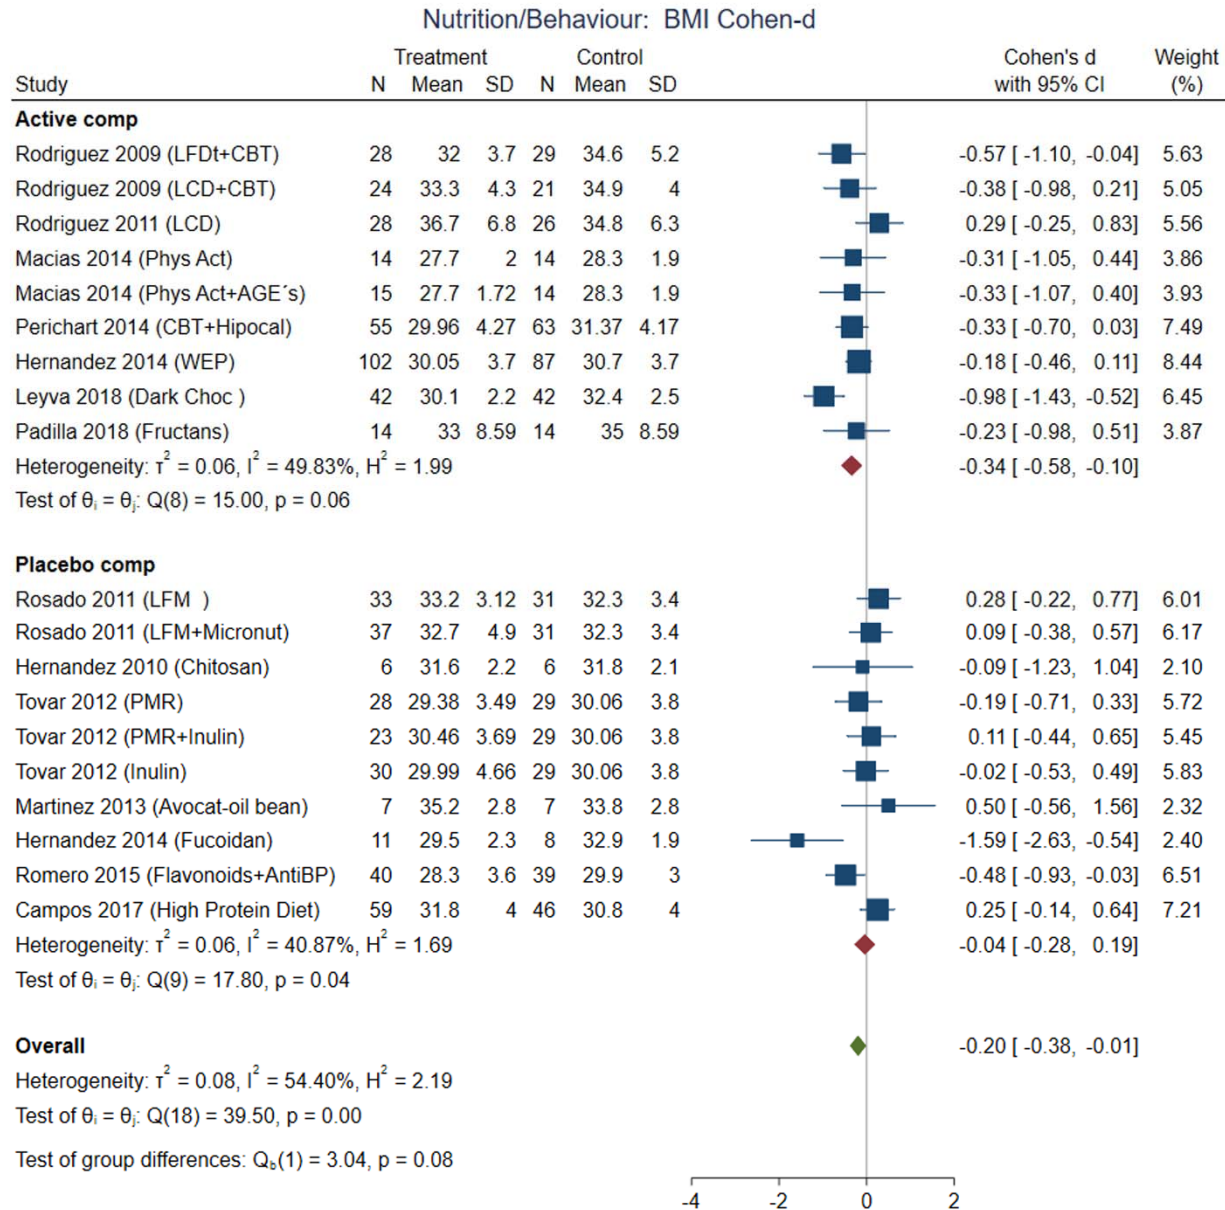 Nutrition/Behaviour: BMI Cohen-d
Treatment Control Cohen's d Weight
Study N Mean SD N Mean SD with 95% CI (%)
Active comp
Rodriguez 2009 (LFDt+CBT) 28 32 3.7 29 34.6 5.2 -0.57 [ -1.10, -0.04] 5.63
Rodriguez 2009 (LCD+CBT) 24 33.3 4.3 21 34.9 4 -0.38 [ -0.98, 0.21] 5.05
Rodriguez 2011 (LCD) 28 36.7 6.8 26 34.8 6.3 0.29 [ -0.25, 0.83] 5.56
Macias 2014 (Phys Act) 14 27.7 2 14 28.3 1.9 -0.31 [ -1.05, 0.44] 3.86
Macias 2014 (Phys Act+AGE´s) 15 27.7 1.72 14 28.3 1.9 -0.33 [ -1.07, 0.40] 3.93
Perichart 2014 (CBT+Hipocal) 55 29.96 4.27 63 31.37 4.17 -0.33 [ -0.70, 0.03] 7.49
Hernandez 2014 (WEP) 102 30.05 3.7 87 30.7 3.7 -0.18 [ -0.46, 0.11] 8.44
Leyva 2018 (Dark Choc ) 42 30.1 2.2 42 32.4 2.5 -0.98 [ -1.43, -0.52] 6.45
Padilla 2018 (Fructans) 14 33 8.59 14 35 8.59 -0.23 [ -0.98, 0.51] 3.87
Heterogeneity: τ² = 0.06, I² = 49.83%, H² = 1.99 -0.34 [ -0.58, -0.10]
Test of θᵢ = θⱼ: Q(8) = 15.00, p = 0.06
Placebo comp
Rosado 2011 (LFM ) 33 33.2 3.12 31 32.3 3.4 0.28 [ -0.22, 0.77] 6.01
Rosado 2011 (LFM+Micronut) 37 32.7 4.9 31 32.3 3.4 0.09 [ -0.38, 0.57] 6.17
Hernandez 2010 (Chitosan) 6 31.6 2.2 6 31.8 2.1 -0.09 [ -1.23, 1.04] 2.10
Tovar 2012 (PMR) 28 29.38 3.49 29 30.06 3.8 -0.19 [ -0.71, 0.33] 5.72
Tovar 2012 (PMR+Inulin) 23 30.46 3.69 29 30.06 3.8 0.11 [ -0.44, 0.65] 5.45
Tovar 2012 (Inulin) 30 29.99 4.66 29 30.06 3.8 -0.02 [ -0.53, 0.49] 5.83
Martinez 2013 (Avocat-oil bean) 7 35.2 2.8 7 33.8 2.8 0.50 [ -0.56, 1.56] 2.32
Hernandez 2014 (Fucoidan) 11 29.5 2.3 8 32.9 1.9 -1.59 [ -2.63, -0.54] 2.40
Romero 2015 (Flavonoids+AntiBP) 40 28.3 3.6 39 29.9 3 -0.48 [ -0.93, -0.03] 6.51
Campos 2017 (High Protein Diet) 59 31.8 4 46 30.8 4 0.25 [ -0.14, 0.64] 7.21
Heterogeneity: τ² = 0.06, I² = 40.87%, H² = 1.69 -0.04 [ -0.28, 0.19]
Test of θᵢ = θⱼ: Q(9) = 17.80, p = 0.04
Overall -0.20 [ -0.38, -0.01]
Heterogeneity: τ² = 0.08, I² = 54.40%, H² = 2.19
Test of θᵢ = θⱼ: Q(18) = 39.50, p = 0.00
Test of group differences: Q_b(1) = 3.04, p = 0.08
-4 -2 0 2